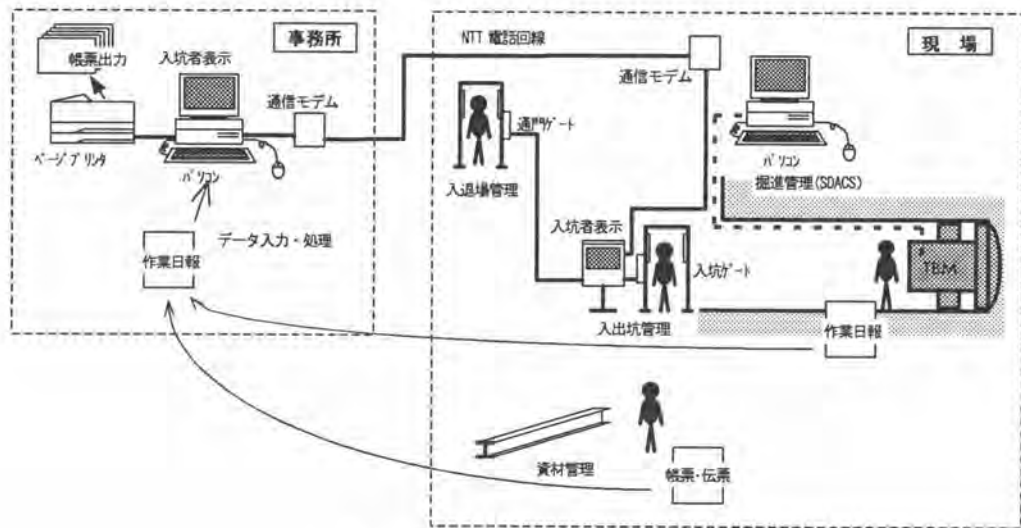 事務所
帳票出力
入坑者表示
通信モデム
ページプリンタ
パソコン
データ入力・処理
作業日報
現場
NTT 電話回線
通信モデム
通門ゲート
入退場管理
パソコン
掘進管理(SDACS)
入坑者表示
入坑ゲート
入出坑管理
TBM
作業日報
資材管理
帳票・伝票